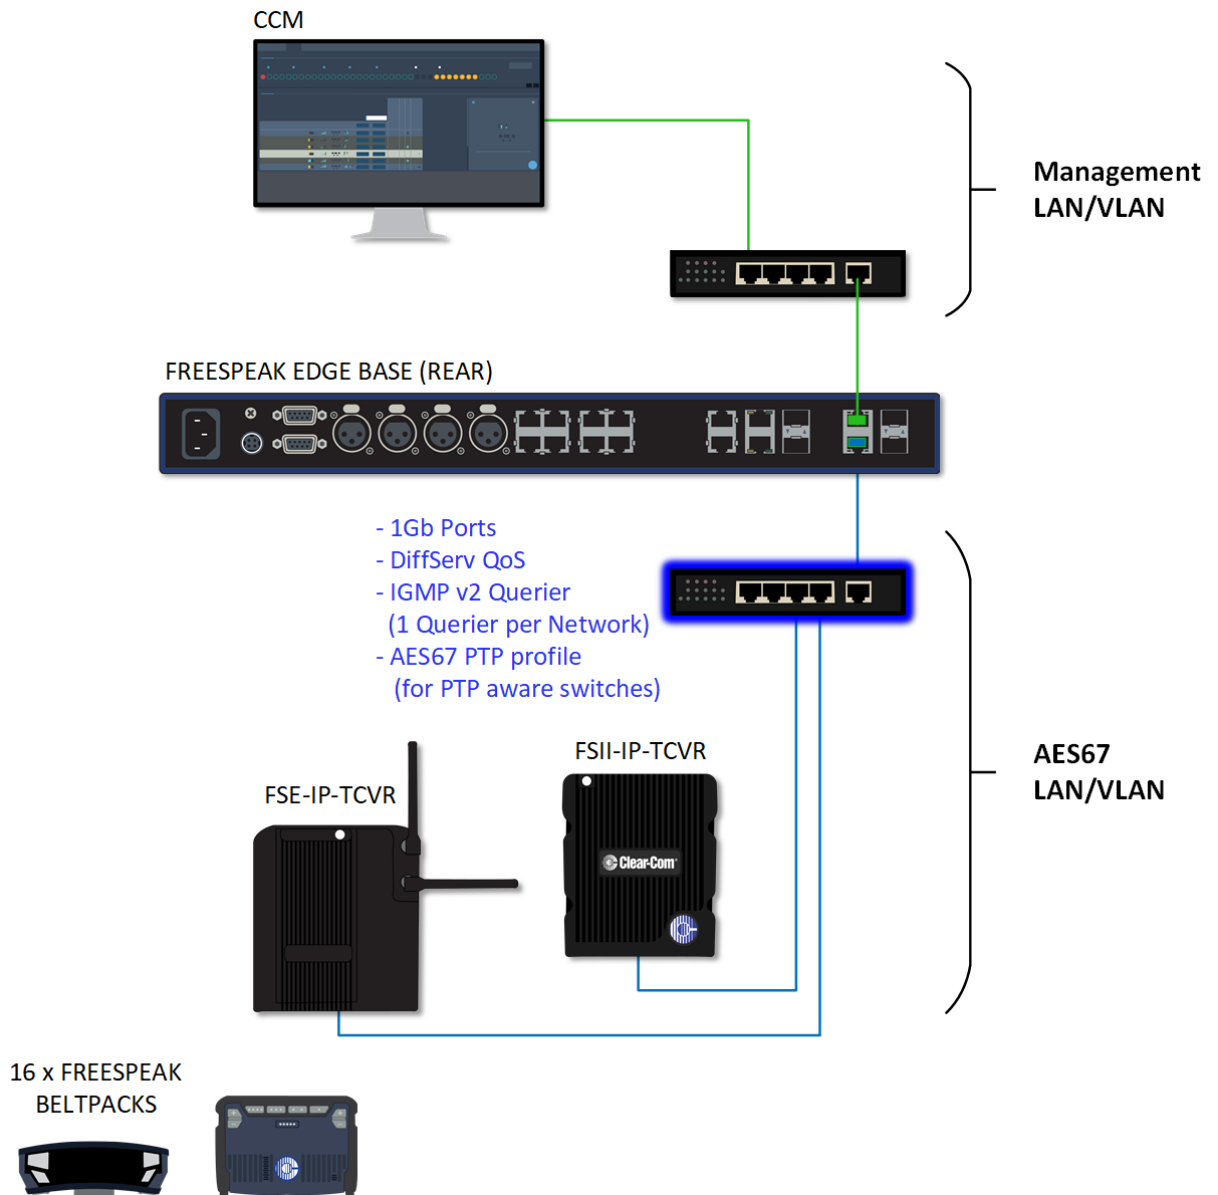 CCM
Management
LAN/VLAN
FREESPEAK EDGE BASE (REAR)
- 1Gb Ports
- DiffServ QoS
- IGMP v2 Querier
(1 Querier per Network)
- AES67 PTP profile
(for PTP aware switches)
AES67
LAN/VLAN
FSII-IP-TCVR
FSE-IP-TCVR
Clear-Com
16 x FREESPEAK
BELTPACKS